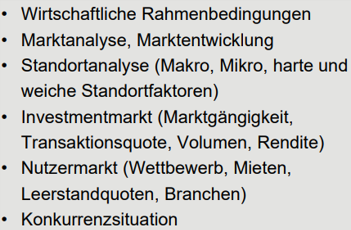 • Wirtschaftliche Rahmenbedingungen
• Marktanalyse, Marktentwicklung
• Standortanalyse (Makro, Mikro, harte und
weiche Standortfaktoren)
• Investmentmarkt (Marktgängigkeit,
Transaktionsquote, Volumen, Rendite)
• Nutzermarkt (Wettbewerb, Mieten,
Leerstandquoten, Branchen)
• Konkurrenzsituation